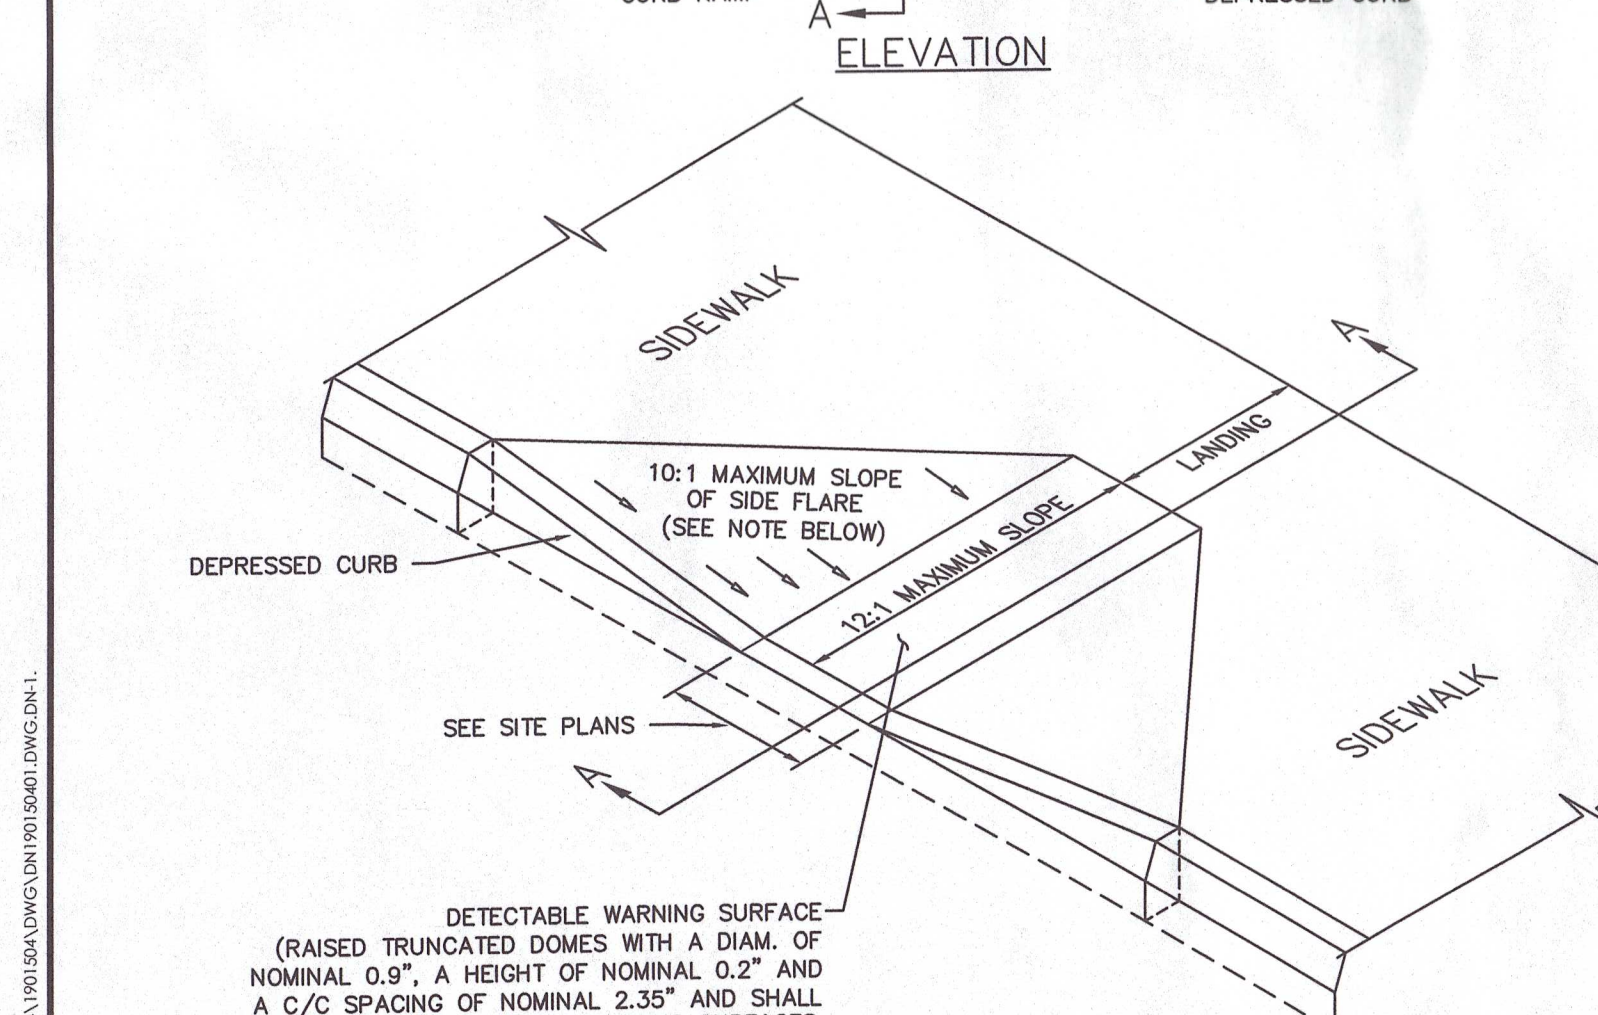 A
ELEVATION
SIDEWALK
A
LANDING
10:1 MAXIMUM SLOPE
OF SIDE FLARE
(SEE NOTE BELOW)
12:1 MAXIMUM SLOPE
DEPRESSED CURB
SEE SITE PLANS
SIDEWALK
A
DETECTABLE WARNING SURFACE
(RAISED TRUNCATED DOMES WITH A DIAM. OF
NOMINAL 0.9", A HEIGHT OF NOMINAL 0.2" AND
A C/C SPACING OF NOMINAL 2.35" AND SHALL
\1901504\DWG\DN190150401.DWG.DN-1.